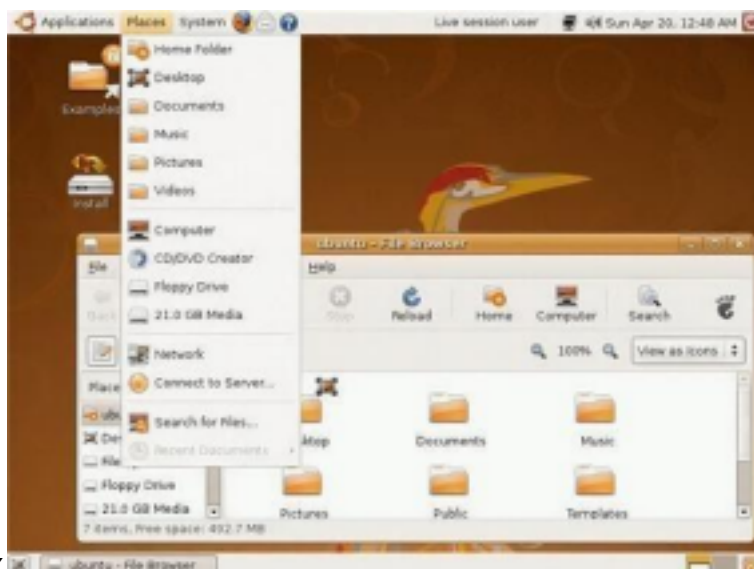 Applications Places System Live session user Sun Apr 20, 12:48 AM
Home Folder
Desktop
Documents
Music
Pictures
Videos
Computer
CD/DVD Creator
Floppy Drive
21.0 GB Media
Network
Connect to Server...
Search for Files...
Recent Documents
Examples
Install
ubuntu - File Browser
File Help
Back Stop Reload Home Computer Search
100% View as Icons
Place
ubu
De
File
Floppy Drive
21.0 GB Media
ktop Documents Music
Pictures Public Templates
7 items, Free space: 492.7 MB
ubuntu - File Browser